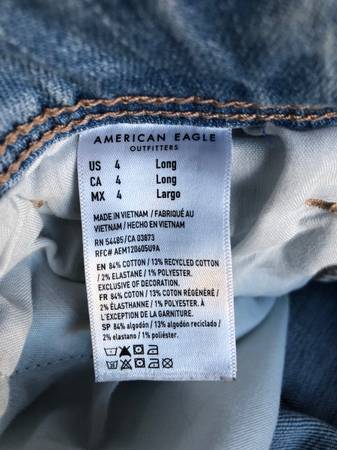 AMERICAN EAGLE
OUTFITTERS
US 4 Long
CA 4 Long
MX 4 Largo
MADE IN VIETNAM / FABRIQUÉ AU
VIETNAM / HECHO EN VIETNAM
RN 54485/CA 03873
RFC# AEM120605U9A
EN 84% COTTON / 13% RECYCLED COTTON
/ 2% ELASTANE / 1% POLYESTER.
EXCLUSIVE OF DECORATION.
FR 84% COTON / 13% COTON RÉGÉNÉRÉ /
2% ÉLASTHANNE / 1% POLYESTER. À
L'EXCEPTION DE LA GARNITURE.
SP 84% algodón / 13% algodón reciclado /
2% elastano / 1% poliéster.